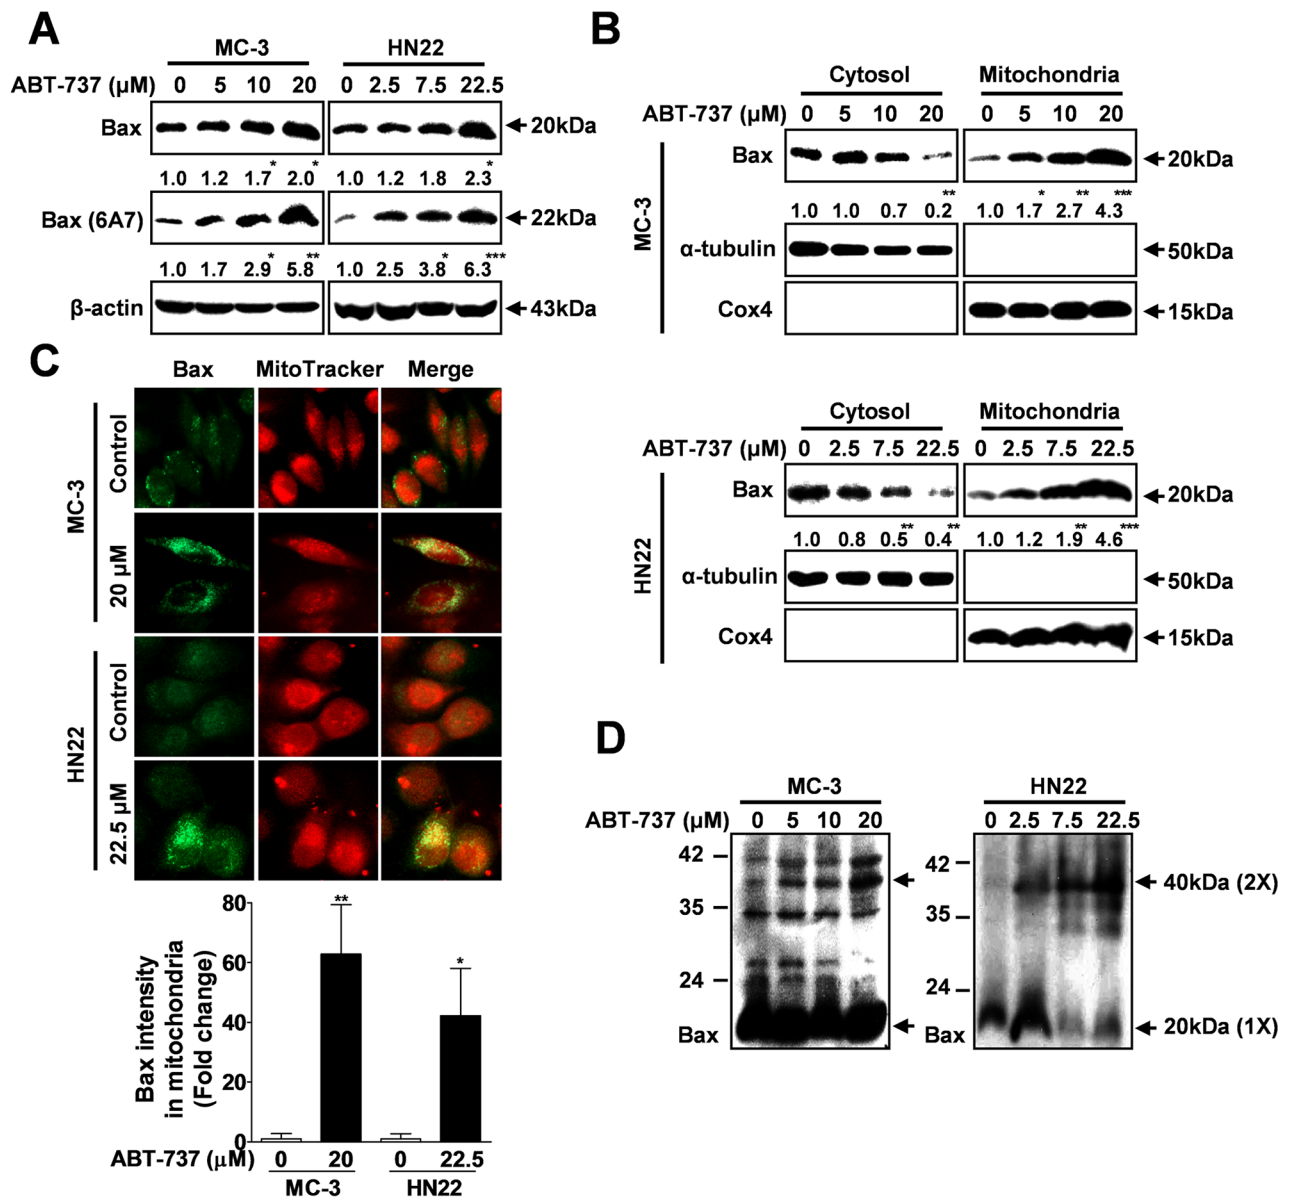 A
MC-3 HN22
ABT-737 (μM) 0 5 10 20 0 2.5 7.5 22.5
Bax 20kDa
* * *
1.0 1.2 1.7 2.0 1.0 1.2 1.8 2.3
Bax (6A7) 22kDa
* ** * ***
1.0 1.7 2.9 5.8 1.0 2.5 3.8 6.3
β-actin 43kDa
B
Cytosol Mitochondria
ABT-737 (μM) 0 5 10 20 0 5 10 20
MC-3
Bax 20kDa
** * ** ***
1.0 1.0 0.7 0.2 1.0 1.7 2.7 4.3
α-tubulin 50kDa
Cox4 15kDa
Cytosol Mitochondria
ABT-737 (μM) 0 2.5 7.5 22.5 0 2.5 7.5 22.5
HN22
Bax 20kDa
** ** ** ***
1.0 0.8 0.5 0.4 1.0 1.2 1.9 4.6
α-tubulin 50kDa
Cox4 15kDa
C
Bax MitoTracker Merge
MC-3
Control
20 μM
HN22
Control
22.5 μM
Bax intensity
in mitochondria
(Fold change)
80
60
40
20
0
** *
ABT-737 (μM) 0 20 0 22.5
MC-3 HN22
D
MC-3 HN22
ABT-737 (μM) 0 5 10 20 0 2.5 7.5 22.5
42 42
40kDa (2X)
35 35
24 24
Bax Bax 20kDa (1X)